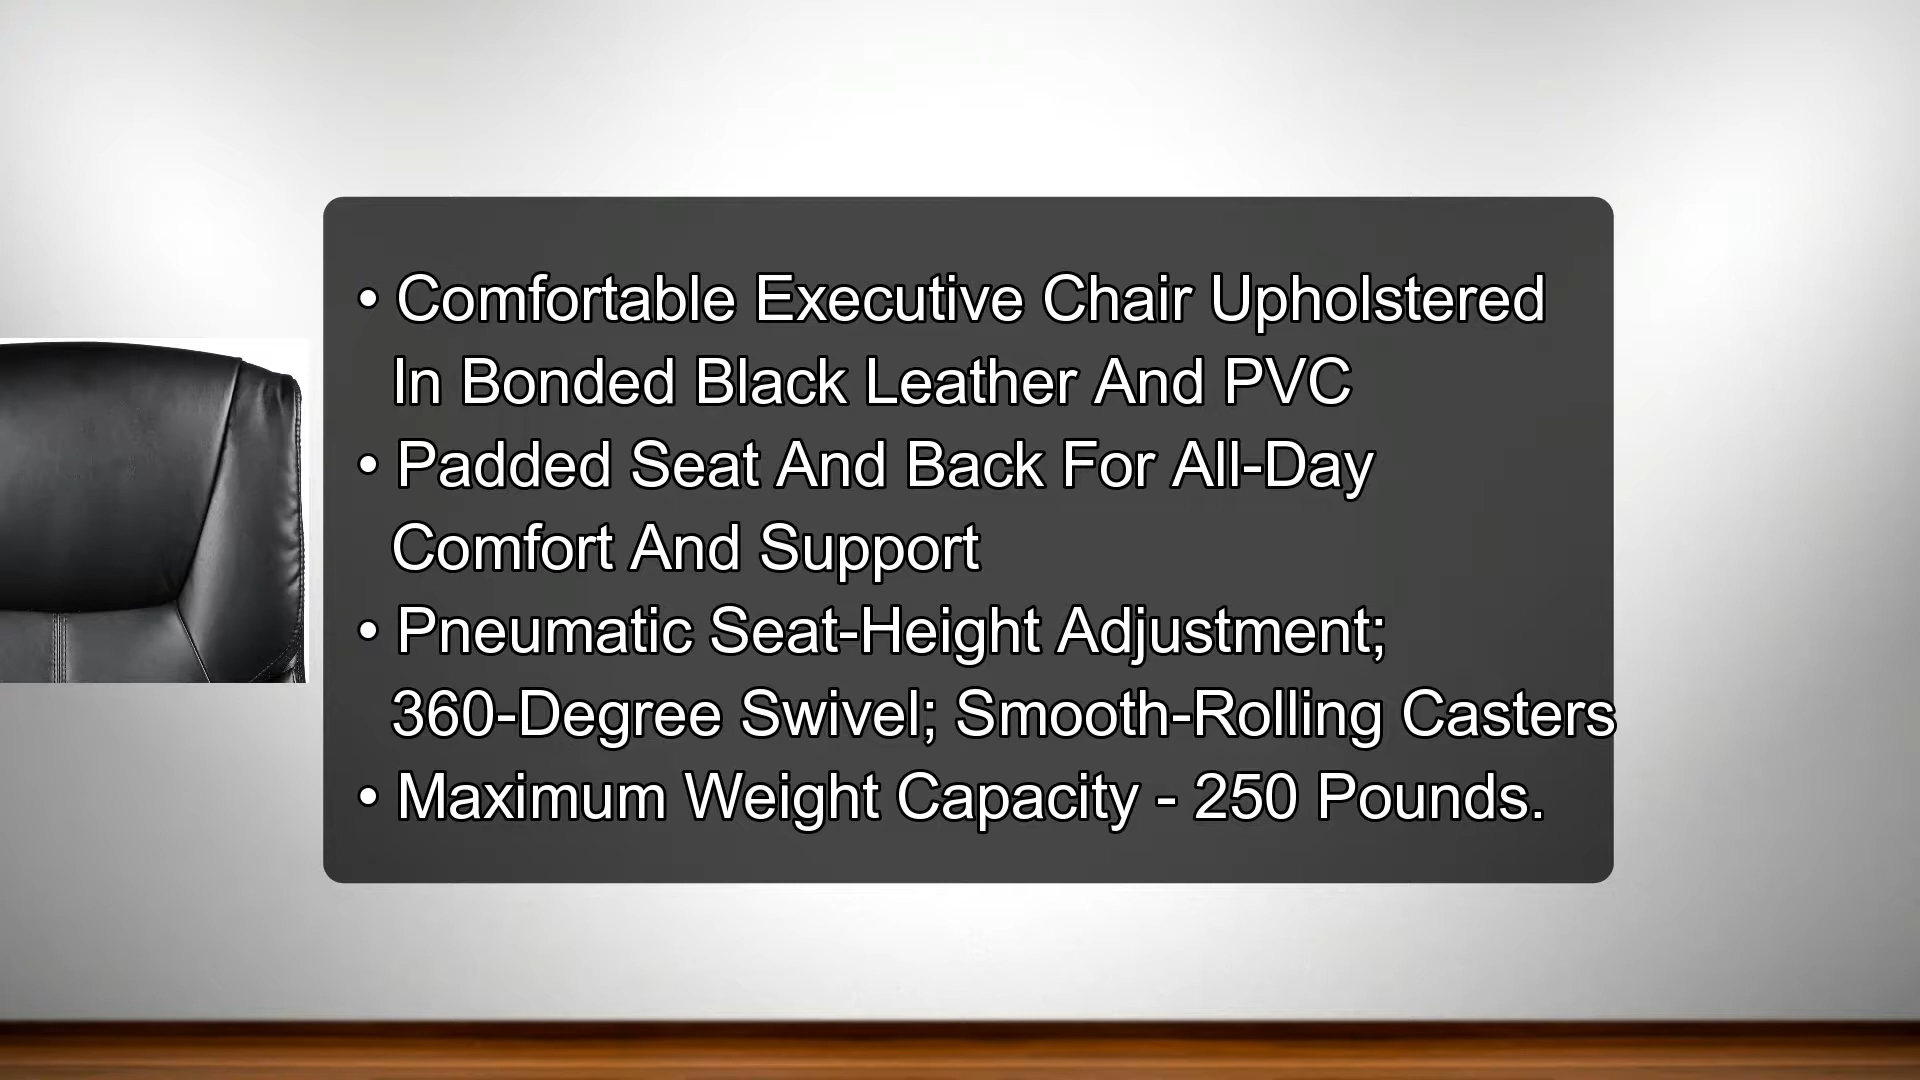 • Comfortable Executive Chair Upholstered
In Bonded Black Leather And PVC
• Padded Seat And Back For All-Day
Comfort And Support
• Pneumatic Seat-Height Adjustment;
360-Degree Swivel; Smooth-Rolling Casters
• Maximum Weight Capacity - 250 Pounds.